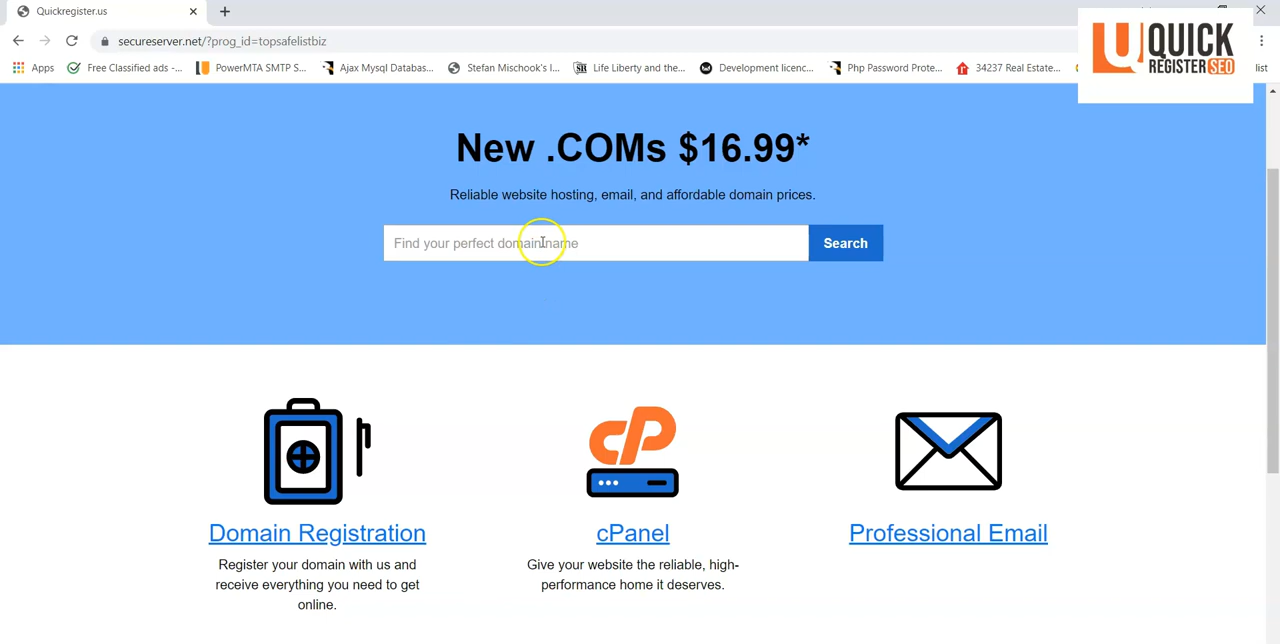 Quickregister.us
secureserver.net/?prog_id=topsafelistbiz
Apps
Free Classified ads -...
PowerMTA SMTP S...
Ajax Mysql Databas...
Stefan Mischook's I...
Life Liberty and the...
Development licenc...
Php Password Prote...
34237 Real Estate...
list
QUICK
REGISTER SEO
New .COMs $16.99*
Reliable website hosting, email, and affordable domain prices.
Find your perfect domain name
Search
Domain Registration
Register your domain with us and
receive everything you need to get
online.
cP
cPanel
Give your website the reliable, high-
performance home it deserves.
Professional Email